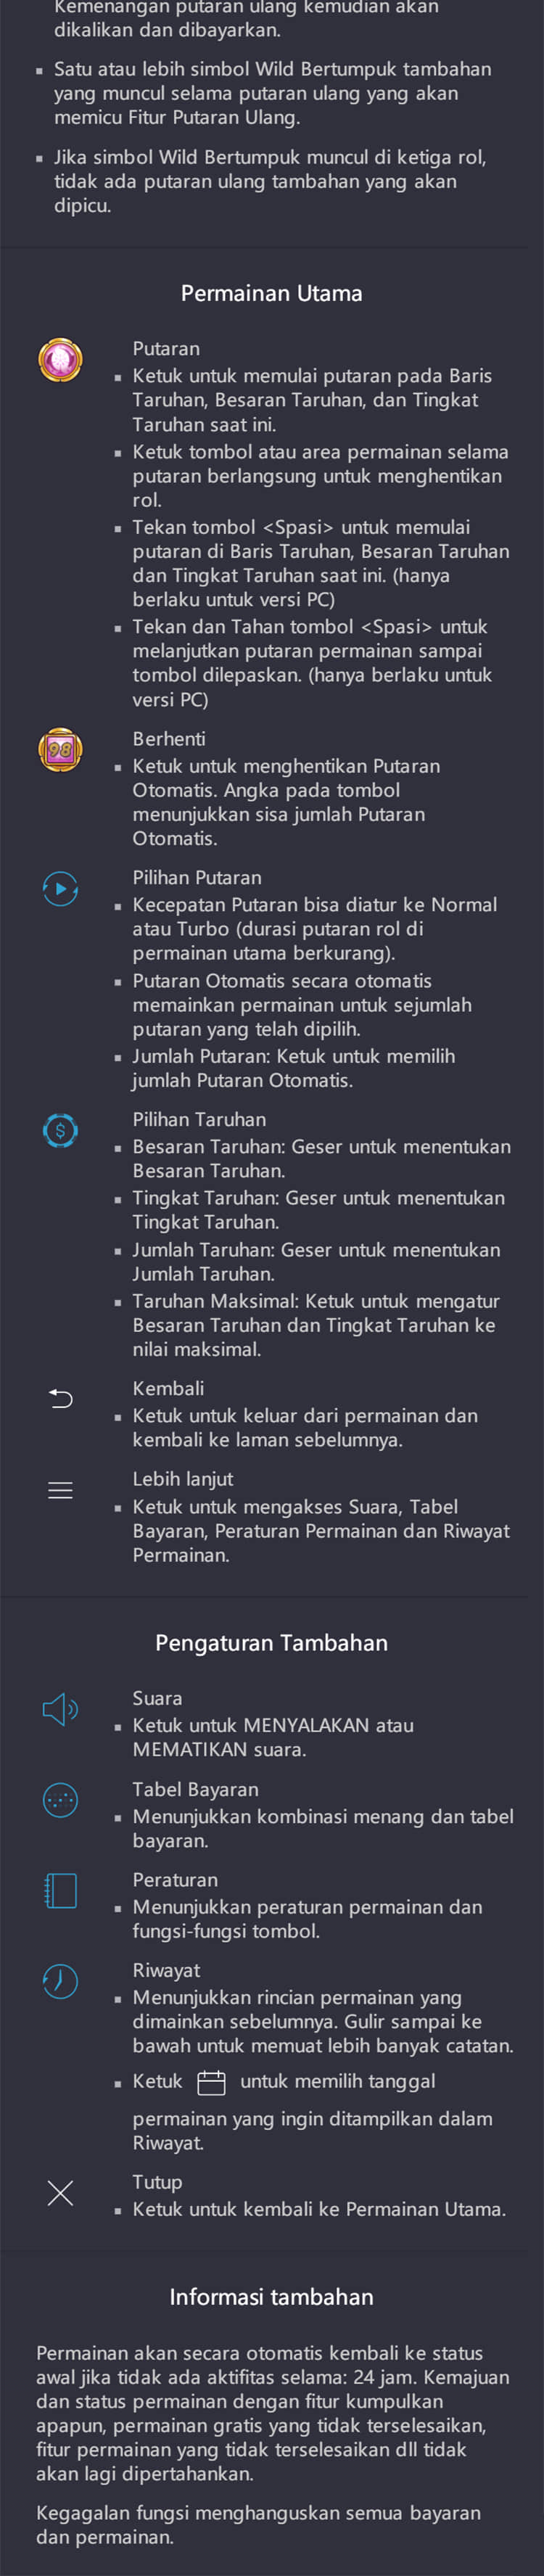 Kemenangan putaran ulang kemudian akan
dikalikan dan dibayarkan.
Satu atau lebih simbol Wild Bertumpuk tambahan
yang muncul selama putaran ulang yang akan
memicu Fitur Putaran Ulang.
Jika simbol Wild Bertumpuk muncul di ketiga rol,
tidak ada putaran ulang tambahan yang akan
dipicu.
Permainan Utama
Putaran
Ketuk untuk memulai putaran pada Baris
Taruhan, Besaran Taruhan, dan Tingkat
Taruhan saat ini.
Ketuk tombol atau area permainan selama
putaran berlangsung untuk menghentikan
rol.
Tekan tombol <Spasi> untuk memulai
putaran di Baris Taruhan, Besaran Taruhan
dan Tingkat Taruhan saat ini. (hanya
berlaku untuk versi PC)
Tekan dan Tahan tombol <Spasi> untuk
melanjutkan putaran permainan sampai
tombol dilepaskan. (hanya berlaku untuk
versi PC)
98
Berhenti
Ketuk untuk menghentikan Putaran
Otomatis. Angka pada tombol
menunjukkan sisa jumlah Putaran
Otomatis.
Pilihan Putaran
Kecepatan Putaran bisa diatur ke Normal
atau Turbo (durasi putaran rol di
permainan utama berkurang).
Putaran Otomatis secara otomatis
memainkan permainan untuk sejumlah
putaran yang telah dipilih.
Jumlah Putaran: Ketuk untuk memilih
jumlah Putaran Otomatis.
$
Pilihan Taruhan
Besaran Taruhan: Geser untuk menentukan
Besaran Taruhan.
Tingkat Taruhan: Geser untuk menentukan
Tingkat Taruhan.
Jumlah Taruhan: Geser untuk menentukan
Jumlah Taruhan.
Taruhan Maksimal: Ketuk untuk mengatur
Besaran Taruhan dan Tingkat Taruhan ke
nilai maksimal.
Kembali
Ketuk untuk keluar dari permainan dan
kembali ke laman sebelumnya.
Lebih lanjut
Ketuk untuk mengakses Suara, Tabel
Bayaran, Peraturan Permainan dan Riwayat
Permainan.
Pengaturan Tambahan
Suara
Ketuk untuk MENYALAKAN atau
MEMATIKAN suara.
Tabel Bayaran
Menunjukkan kombinasi menang dan tabel
bayaran.
Peraturan
Menunjukkan peraturan permainan dan
fungsi-fungsi tombol.
Riwayat
Menunjukkan rincian permainan yang
dimainkan sebelumnya. Gulir sampai ke
bawah untuk memuat lebih banyak catatan.
Ketuk untuk memilih tanggal
permainan yang ingin ditampilkan dalam
Riwayat.
Tutup
Ketuk untuk kembali ke Permainan Utama.
Informasi tambahan
Permainan akan secara otomatis kembali ke status
awal jika tidak ada aktifitas selama: 24 jam. Kemajuan
dan status permainan dengan fitur kumpulkan
apapun, permainan gratis yang tidak terselesaikan,
fitur permainan yang tidak terselesaikan dll tidak
akan lagi dipertahankan.
Kegagalan fungsi menghanguskan semua bayaran
dan permainan.